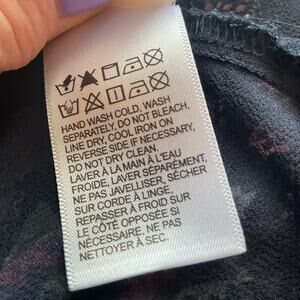 HAND WASH COLD, WASH
SEPARATELY, DO NOT BLEACH,
LINE DRY, COOL IRON ON
REVERSE SIDE IF NECESSARY,
DO NOT DRY CLEAN.
LAVER À LA MAIN À L'EAU
FROIDE, LAVER SÉPARÉMENT,
NE PAS JAVELLISER, SÉCHER
SUR CORDE À LINGE,
REPASSER À FROID SUR
LE CÔTÉ OPPOSÉE SI
NÉCESSAIRE, NE PAS
NETTOYER À SEC.